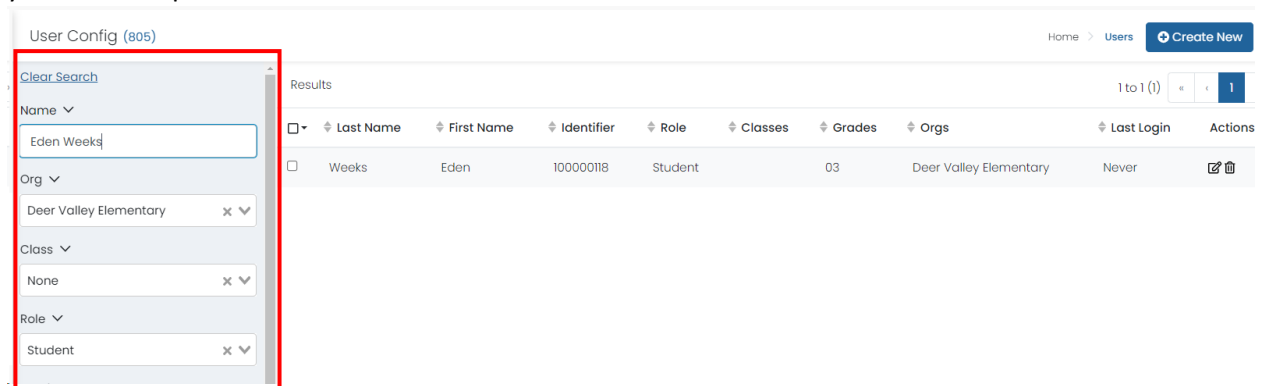 User Config (805)
Home > Users Create New
Clear Search
Name
Eden Weeks
Org
Deer Valley Elementary
Class
None
Role
Student
Results
1 to 1 (1) « ‹ 1
Last Name First Name Identifier Role Classes Grades Orgs Last Login Actions
Weeks Eden 100000118 Student 03 Deer Valley Elementary Never